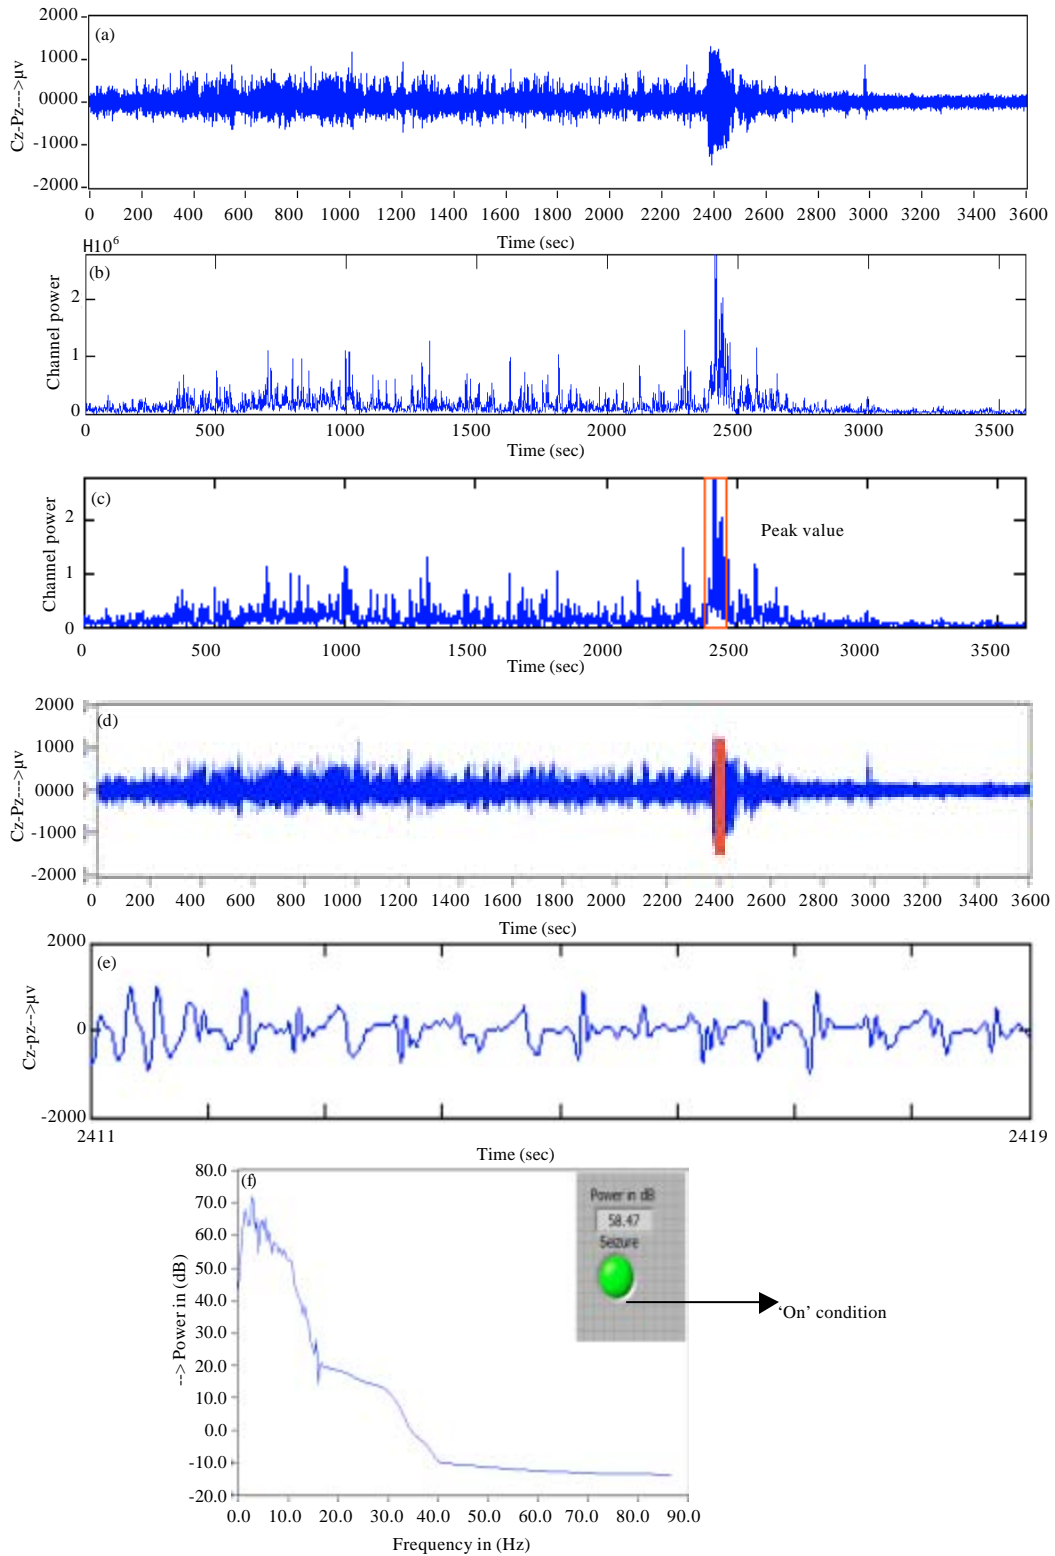 (a)
Cz-Pz--->µv
2000
1000
0000
-1000
-2000
0 200 400 600 800 1000 1200 1400 1600 1800 2000 2200 2400 2600 2800 3000 3200 3400 3600
Time (sec)
H10⁶
(b)
Channel power
2
1
0
0 500 1000 1500 2000 2500 3000 3500
Time (sec)
(c)
Channel power
2
1
0
Peak value
0 500 1000 1500 2000 2500 3000 3500
Time (sec)
(d)
Cz-Pz--->µv
2000
1000
0000
-1000
-2000
0 200 400 600 800 1000 1200 1400 1600 1800 2000 2200 2400 2600 2800 3000 3200 3400 3600
Time (sec)
(e)
Cz-pz-->µv
2000
0
-2000
2411 2419
Time (sec)
(f)
--> Power in (dB)
80.0
70.0
60.0
50.0
40.0
30.0
20.0
10.0
0.0
-10.0
-20.0
Power in dB
58.47
Seizure
‘On’ condition
0.0 10.0 20.0 30.0 40.0 50.0 60.0 70.0 80.0 90.0
Frequency in (Hz)